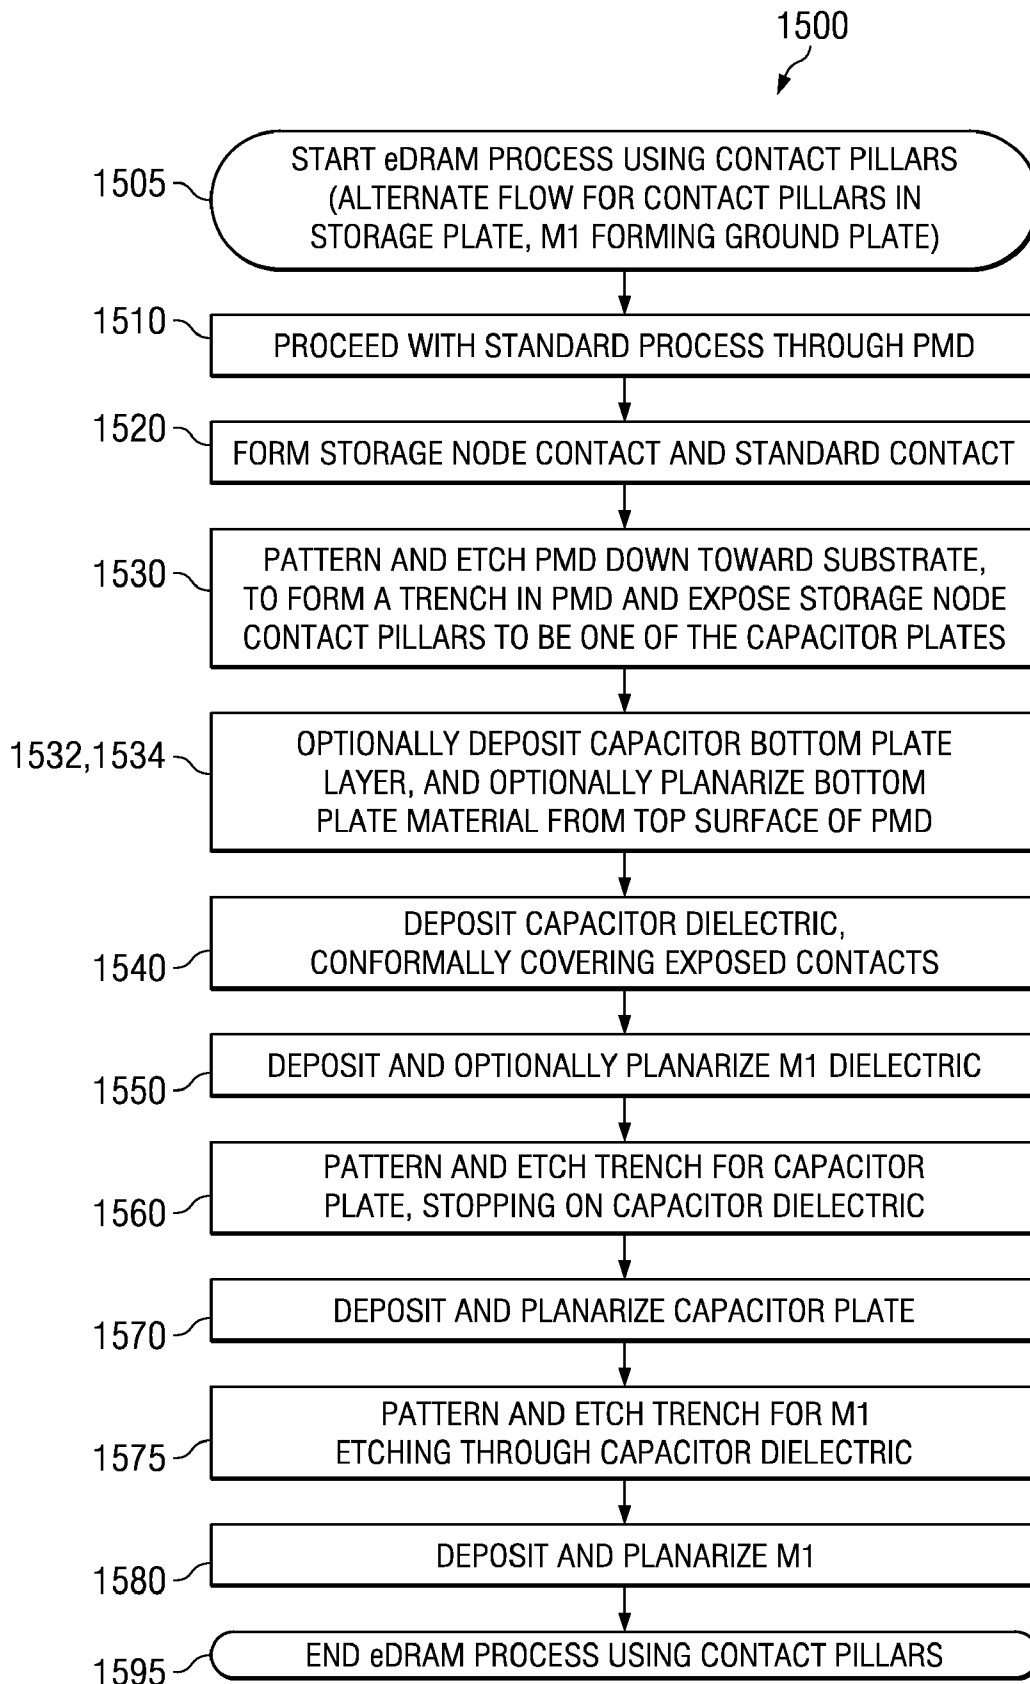 1500
1505
START eDRAM PROCESS USING CONTACT PILLARS
(ALTERNATE FLOW FOR CONTACT PILLARS IN
STORAGE PLATE, M1 FORMING GROUND PLATE)
1510
PROCEED WITH STANDARD PROCESS THROUGH PMD
1520
FORM STORAGE NODE CONTACT AND STANDARD CONTACT
1530
PATTERN AND ETCH PMD DOWN TOWARD SUBSTRATE,
TO FORM A TRENCH IN PMD AND EXPOSE STORAGE NODE
CONTACT PILLARS TO BE ONE OF THE CAPACITOR PLATES
1532,1534
OPTIONALLY DEPOSIT CAPACITOR BOTTOM PLATE
LAYER, AND OPTIONALLY PLANARIZE BOTTOM
PLATE MATERIAL FROM TOP SURFACE OF PMD
1540
DEPOSIT CAPACITOR DIELECTRIC,
CONFORMALLY COVERING EXPOSED CONTACTS
1550
DEPOSIT AND OPTIONALLY PLANARIZE M1 DIELECTRIC
1560
PATTERN AND ETCH TRENCH FOR CAPACITOR
PLATE, STOPPING ON CAPACITOR DIELECTRIC
1570
DEPOSIT AND PLANARIZE CAPACITOR PLATE
1575
PATTERN AND ETCH TRENCH FOR M1
ETCHING THROUGH CAPACITOR DIELECTRIC
1580
DEPOSIT AND PLANARIZE M1
1595
END eDRAM PROCESS USING CONTACT PILLARS